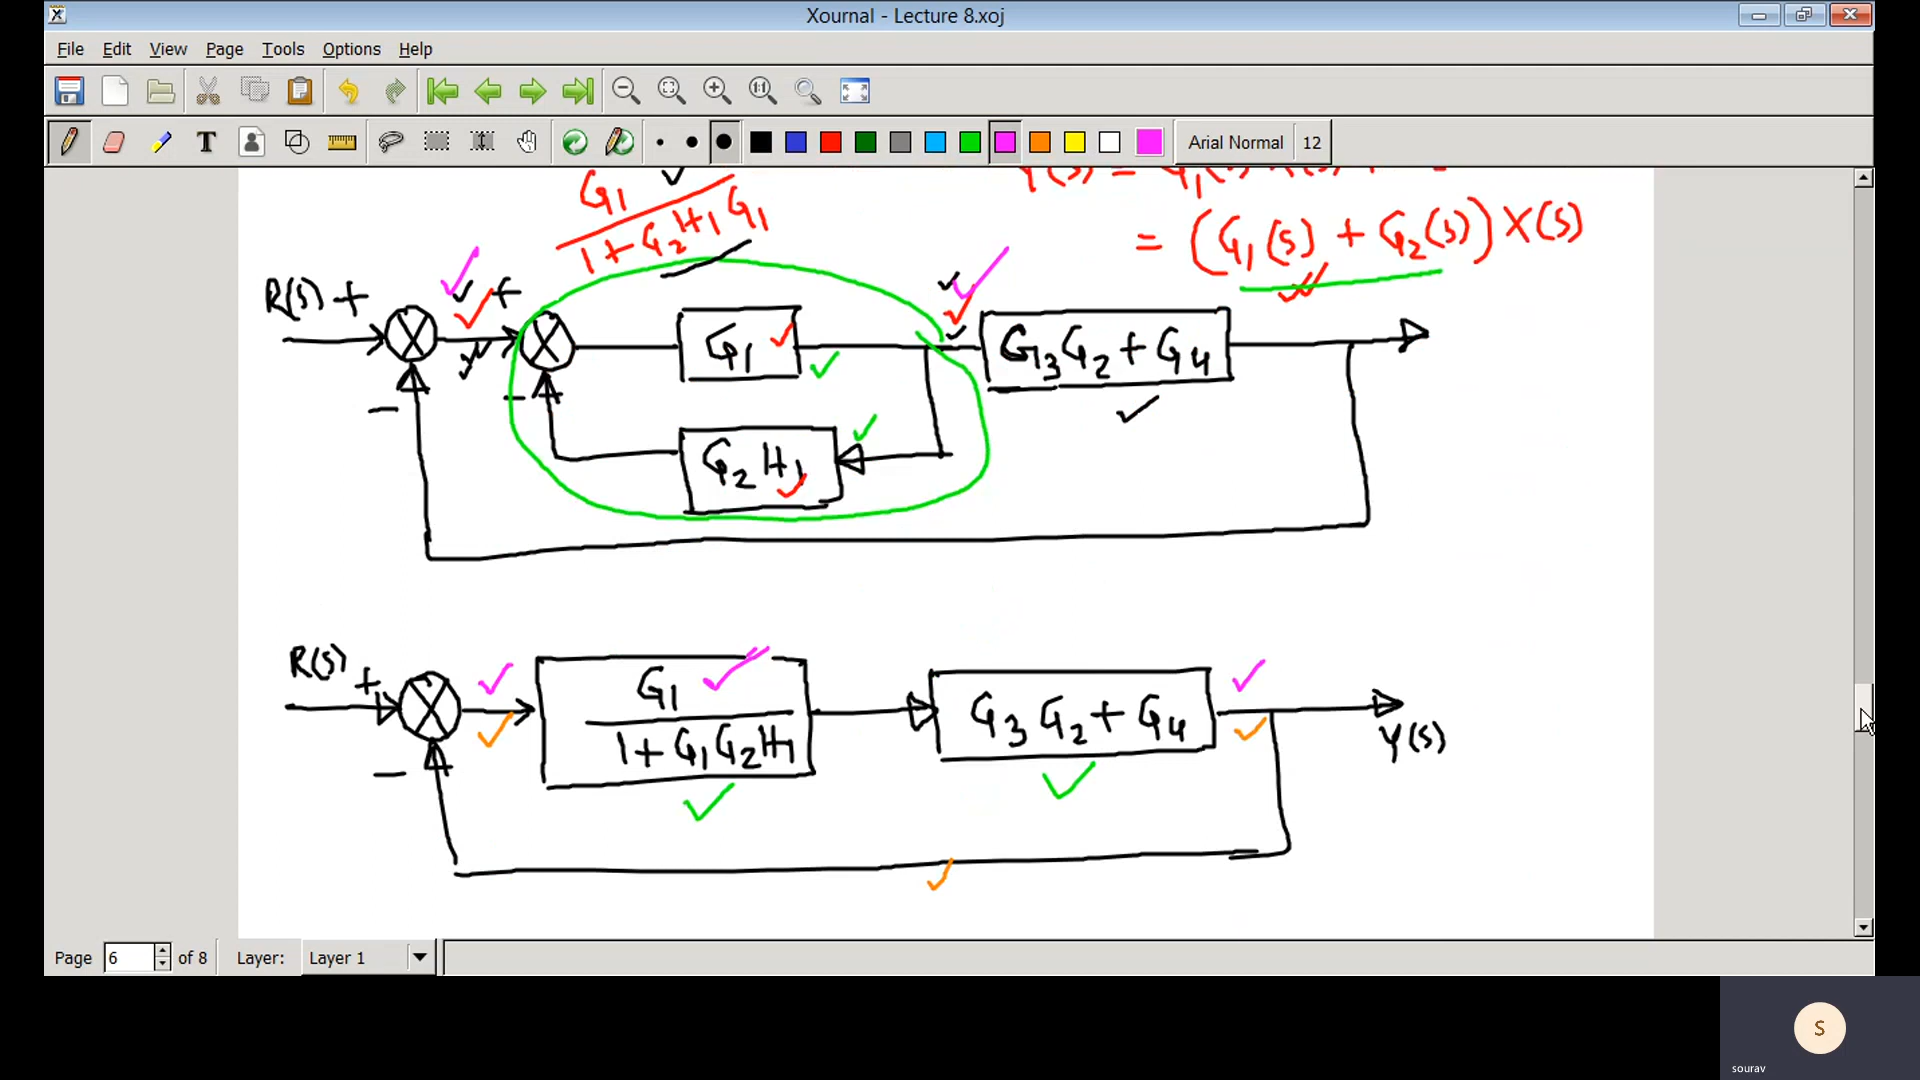 Xournal - Lecture 8.xoj
File Edit View Page Tools Options Help
Arial Normal 12
= (G1(s) + G2(s)) X(s)
G1
1 + G2H1G1
R(s) + +
G1
G3G2 + G4
- -
G2H1
R(s)
+
G1
1 + G1G2H1
G3G2 + G4
Y(s)
-
Page 6 of 8 Layer: Layer 1
S
sourav